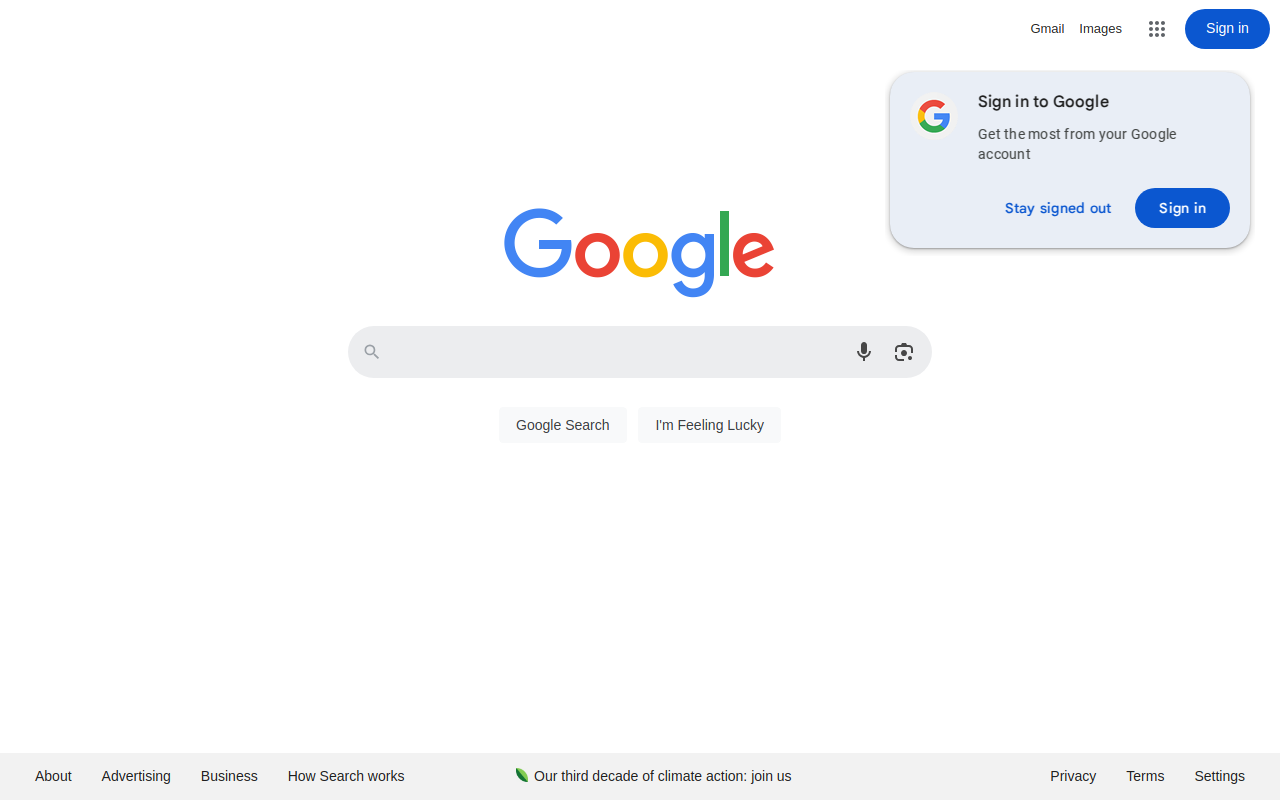 Gmail Images Sign in
Sign in to Google
Get the most from your Google
account
Stay signed out Sign in
Google
Google Search I'm Feeling Lucky
About Advertising Business How Search works Our third decade of climate action: join us Privacy Terms Settings